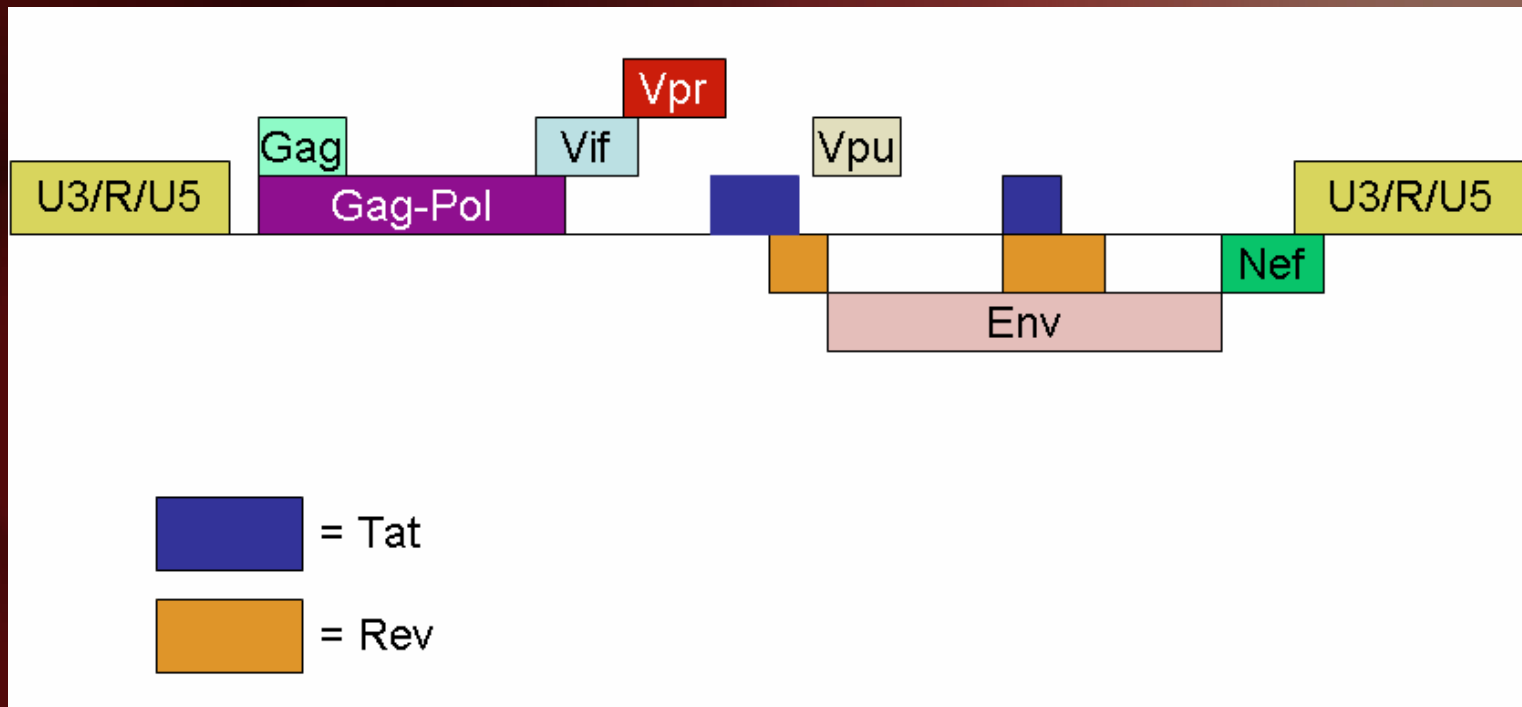 Vpr
Gag
Vif
Vpu
U3/R/U5
Gag-Pol
U3/R/U5
Nef
Env
= Tat
= Rev